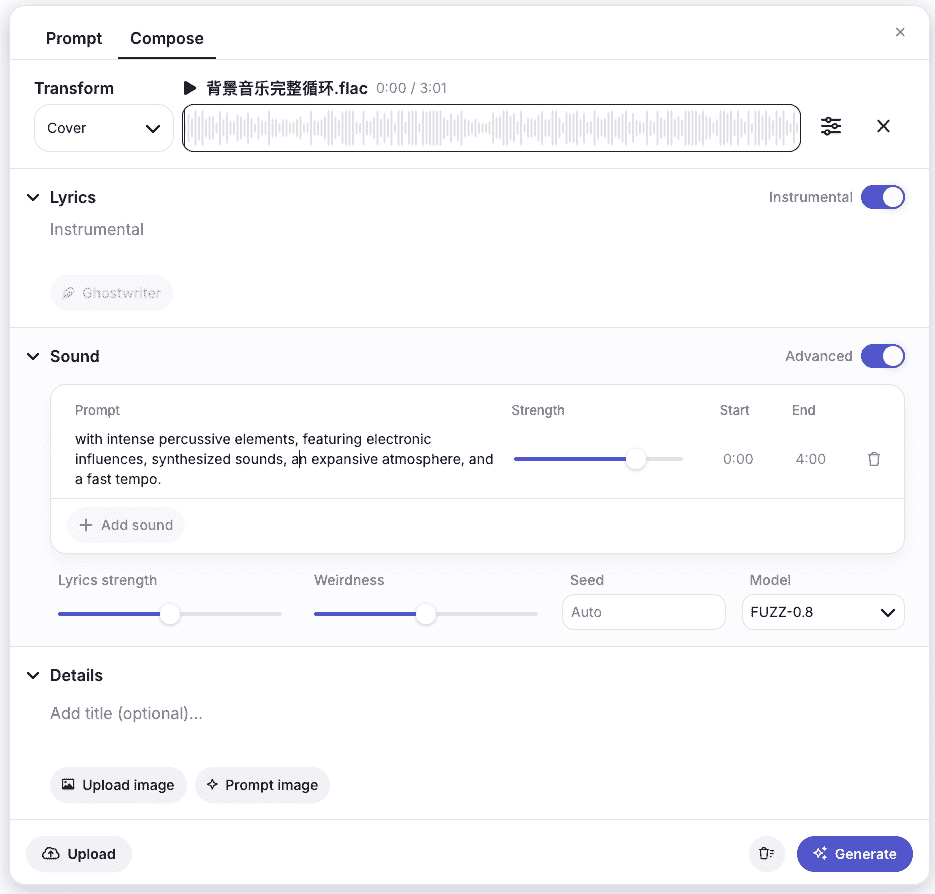 Prompt
Compose
Transform
背景音乐完整循环.flac 0:00 / 3:01
Cover
Lyrics
Instrumental
Instrumental
Ghostwriter
Sound
Advanced
Prompt
Strength
Start
End
with intense percussive elements, featuring electronic
influences, synthesized sounds, an expansive atmosphere, and
a fast tempo.
0:00
4:00
Add sound
Lyrics strength
Weirdness
Seed
Model
Auto
FUZZ-0.8
Details
Add title (optional)...
Upload image
Prompt image
Upload
Generate